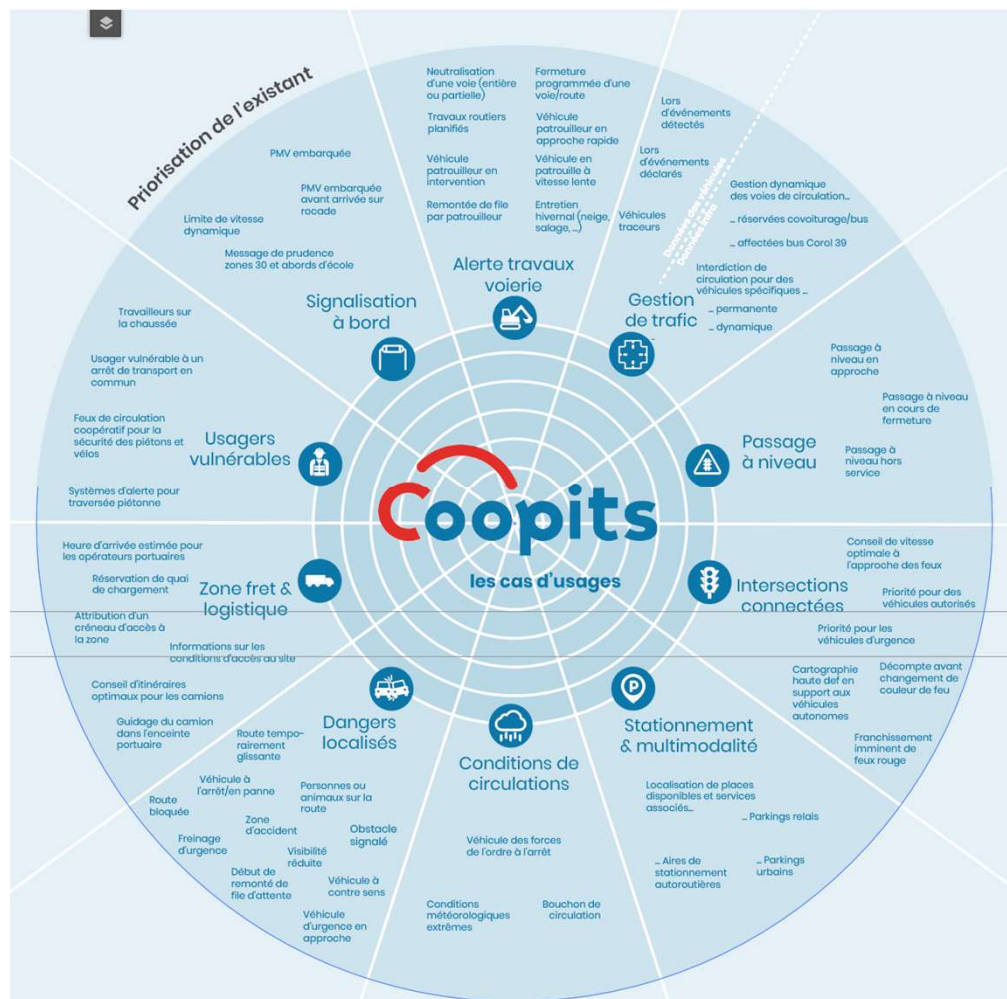 Priorisation de l'existant
Neutralisation
d'une voie (entière
ou partielle)
Travaux routiers
planifiés
Véhicule
patrouilleur en
intervention
Remontée de file
par patrouilleur
Fermeture
programmée d'une
voie/route
Véhicule
patrouilleur en
approche rapide
Véhicule en
patrouille à
vitesse lente
Entretien
hivernal (neige,
salage, ...)
Alerte travaux
voierie
Lors
d'événements
détectés
Lors
d'événements
déclarés
Véhicules
traceurs
Données des véhicules
Données infra
Gestion dynamique
des voies de circulation...
... réservées covoiturage/bus
... affectées bus Corol 39
Interdiction de
circulation pour des
véhicules spécifiques ...
... permanente
... dynamique
Gestion
de trafic
Passage à
niveau en
approche
Passage à niveau
en cours de
fermeture
Passage à
niveau hors
service
Passage
à niveau
Conseil de vitesse
optimale à
l'approche des feux
Priorité pour des
véhicules autorisés
Priorité pour les
véhicules d'urgence
Cartographie
haute def en
support aux
véhicules
autonomes
Décompte avant
changement de
couleur de feu
Franchissement
imminent de
feux rouge
Intersections
connectées
Stationnement
& multimodalité
Localisation de places
disponibles et services
associés...
... Parkings relais
... Aires de
stationnement
autoroutières
... Parkings
urbains
Conditions de
circulations
Véhicule des forces
de l'ordre à l'arrêt
Conditions
météorologiques
extrêmes
Bouchon de
circulation
Dangers
localisés
Route tempo-
rairement
glissante
Véhicule à
l'arrêt/en panne
Personnes ou
animaux sur la
route
Route
bloquée
Zone
d'accident
Obstacle
signalé
Freinage
d'urgence
Visibilité
réduite
Début de
remonté de
file d'attente
Véhicule à
contre sens
Véhicule
d'urgence en
approche
Zone fret &
logistique
Heure d'arrivée estimée pour
les opérateurs portuaires
Réservation de quai
de chargement
Attribution d'un
créneau d'accès à
la zone
Informations sur les
conditions d'accès au site
Conseil d'itinéraires
optimaux pour les camions
Guidage du camion
dans l'enceinte
portuaire
Usagers
vulnérables
Travailleurs sur
la chaussée
Usager vulnérable à un
arrêt de transport en
commun
Feux de circulation
coopératif pour la
sécurité des piétons et
vélos
Systèmes d'alerte pour
traversée piétonne
Signalisation
à bord
PMV embarquée
PMV embarquée
avant arrivée sur
rocade
Limite de vitesse
dynamique
Message de prudence
zones 30 et abords d'école
Coopits
les cas d'usages
P